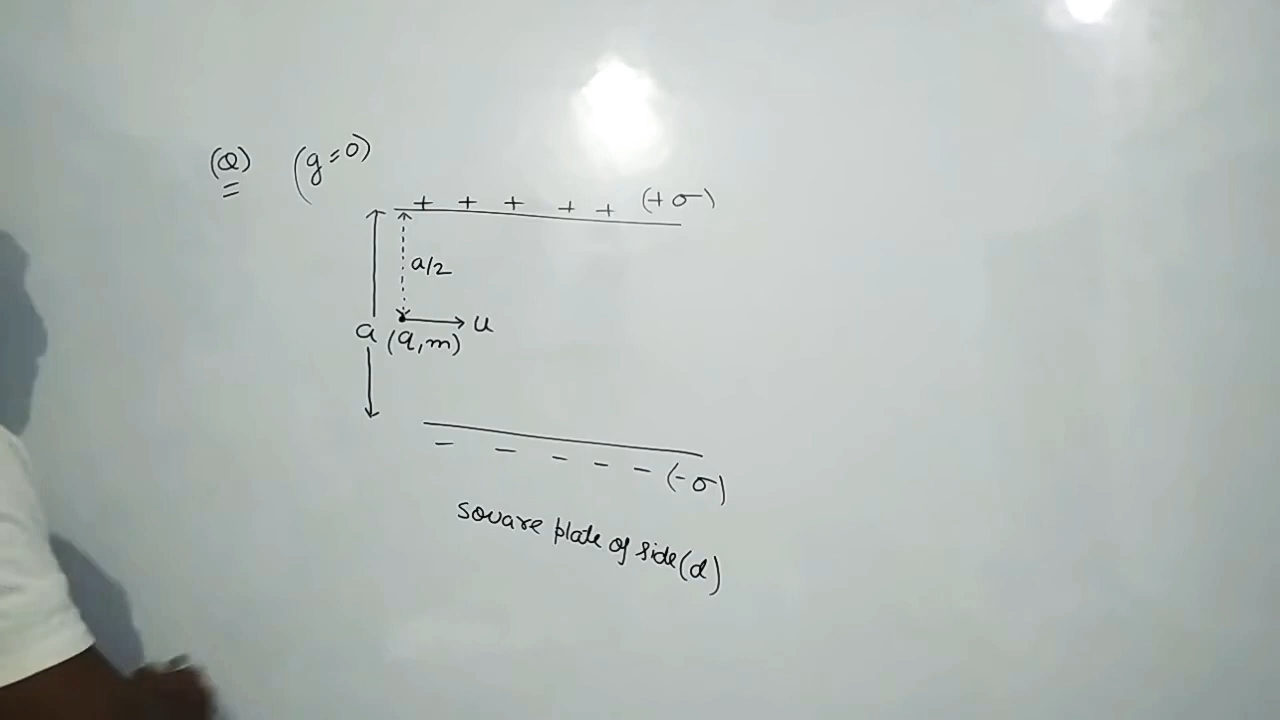 (Q) (g=0)
+ + + + + (+σ)
a/2
u
a (q,m)
- - - - - (-σ)
square plate of side (d)